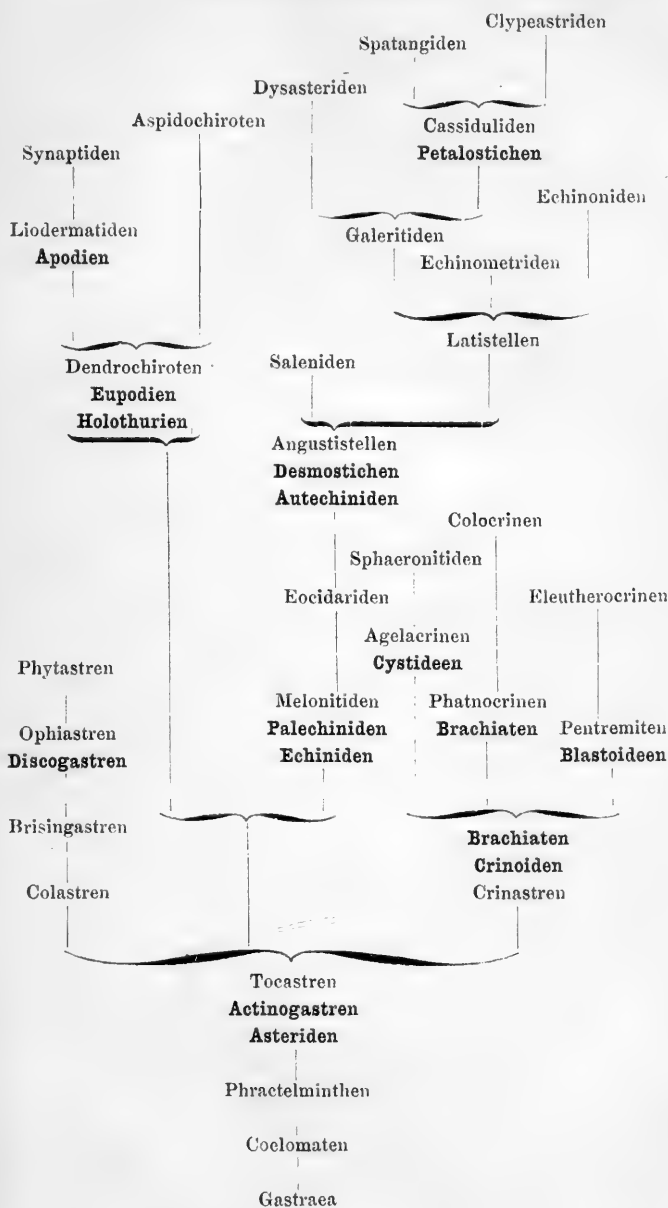 Clypeastriden
Spatangiden
Dysasteriden
Aspidochiroten
Cassiduliden
Petalostichen
Synaptiden
Echinoniden
Liodermatiden
Apodien
Galeritiden
Echinometriden
Latistellen
Dendrochiroten
Eupodien
Holothurien
Saleniden
Angustistellen
Desmostichen
Autechiniden
Colocrinen
Sphaeronitiden
Eocidariden
Eleutherocrinen
Agelacrinen
Cystideen
Phytastren
Melonitiden
Palechiniden
Echiniden
Phatnocrinen
Brachiaten
Ophiastren
Discogastren
Pentremiten
Blastoideen
Brisingastren
Brachiaten
Crinoiden
Crinastren
Colastren
Tocastren
Actinogastren
Asteriden
Phractelminthen
Coelomaten
Gastraea